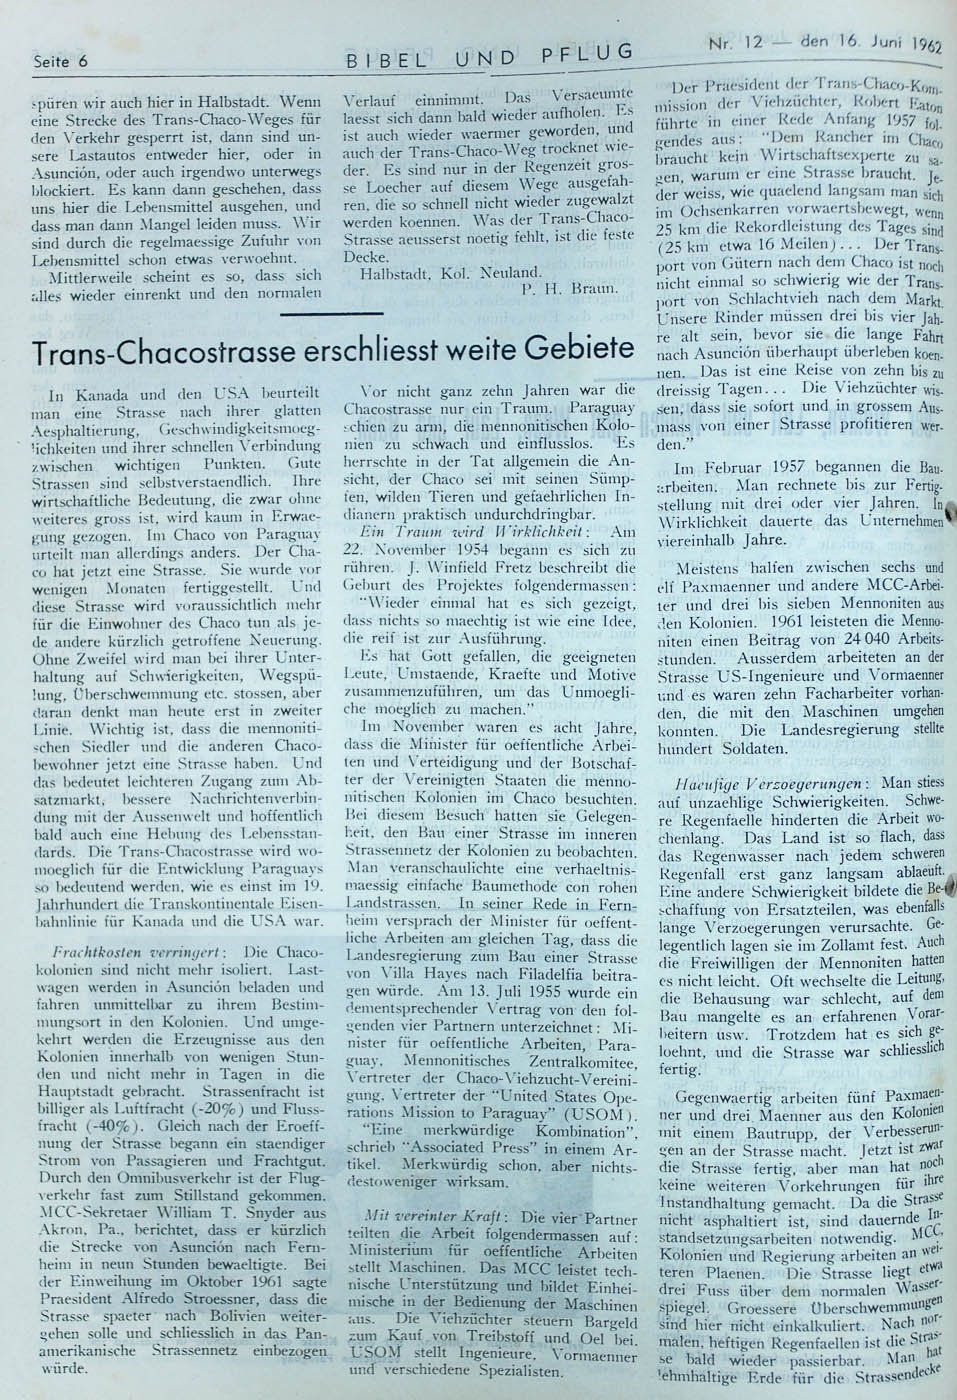 Seite 6
BIBEL UND PFLUG
Nr. 12 — den 16. Juni 1962
spüren wir auch hier in Halbstadt. Wenn
eine Strecke des Trans-Chaco-Weges für
den Verkehr gesperrt ist, dann sind un-
sere Lastautos entweder hier, oder in
Asunción, oder auch irgendwo unterwegs
blockiert. Es kann dann geschehen, dass
uns hier die Lebensmittel ausgehen, und
dass man dann Mangel leiden muss. Wir
sind durch die regelmaessige Zufuhr von
Lebensmittel schon etwas verwoehnt.
Mittlerweile scheint es so, dass sich
alles wieder einrenkt und den normalen
Verlauf einnimmt. Das Versaeumte
laesst sich dann bald wieder aufholen. Es
ist auch wieder waermer geworden, und
auch der Trans-Chaco-Weg trocknet wie-
der. Es sind nur in der Regenzeit gros-
se Loecher auf diesem Wege ausgefah-
ren, die so schnell nicht wieder zugewalzt
werden koennen. Was der Trans-Chaco-
Strasse aeusserst noetig fehlt, ist die feste
Decke.
Halbstadt, Kol. Neuland.
P. H. Braun.
Trans-Chacostrasse erschliesst weite Gebiete
In Kanada und den USA beurteilt
man eine Strasse nach ihrer glatten
Aesphaltierung, Geschwindigkeitsmoeg-
lichkeiten und ihrer schnellen Verbindung
zwischen wichtigen Punkten. Gute
Strassen sind selbstverstaendlich. Ihre
wirtschaftliche Bedeutung, die zwar ohne
weiteres gross ist, wird kaum in Erwae-
gung gezogen. Im Chaco von Paraguay
urteilt man allerdings anders. Der Cha-
co hat jetzt eine Strasse. Sie wurde vor
wenigen Monaten fertiggestellt. Und
diese Strasse wird voraussichtlich mehr
für die Einwohner des Chaco tun als je-
de andere kürzlich getroffene Neuerung.
Ohne Zweifel wird man bei ihrer Unter-
haltung auf Schwierigkeiten, Wegspü-
lung, Überschwemmung etc. stossen, aber
daran denkt man heute erst in zweiter
Linie. Wichtig ist, dass die mennoniti-
schen Siedler und die anderen Chaco-
bewohner jetzt eine Strasse haben. Und
das bedeutet leichteren Zugang zum Ab-
satzmarkt, bessere Nachrichtenverbin-
dung mit der Aussenwelt und hoffentlich
bald auch eine Hebung des Lebensstan-
dards. Die Trans-Chacostrasse wird wo-
moeglich für die Entwicklung Paraguays
so bedeutend werden, wie es einst im 19.
Jahrhundert die Transkontinentale Eisen-
bahnlinie für Kanada und die USA war.
Frachtkosten verringert: Die Chaco-
kolonien sind nicht mehr isoliert. Last-
wagen werden in Asunción beladen und
fahren unmittelbar zu ihrem Bestim-
mungsort in den Kolonien. Und umge-
kehrt werden die Erzeugnisse aus den
Kolonien innerhalb von wenigen Stun-
den und nicht mehr in Tagen in die
Hauptstadt gebracht. Strassenfracht ist
billiger als Luftfracht (-20%) und Fluss-
fracht (-40%). Gleich nach der Eroeff-
nung der Strasse begann ein staendiger
Strom von Passagieren und Frachtgut.
Durch den Omnibusverkehr ist der Flug-
verkehr fast zum Stillstand gekommen.
MCC-Sekretaer William T. Snyder aus
Akron, Pa., berichtet, dass er kürzlich
die Strecke von Asunción nach Fern-
heim in neun Stunden bewaeltigte. Bei
der Einweihung im Oktober 1961 sagte
Praesident Alfredo Stroessner, dass die
Strasse spaeter nach Bolivien weiter-
gehen solle und schliesslich in das Pan-
amerikanische Strassennetz einbezogen
würde.
Vor nicht ganz zehn Jahren war die
Chacostrasse nur ein Traum. Paraguay
schien zu arm, die mennonitischen Kolo-
nien zu schwach und einflusslos. Es
herrschte in der Tat allgemein die An-
sicht, der Chaco sei mit seinen Sümp-
fen, wilden Tieren und gefaehrlichen In-
dianern praktisch undurchdringbar.
Ein Traum wird Wirklichkeit: Am
22. November 1954 begann es sich zu
rühren. J. Winfield Fretz beschreibt die
Geburt des Projektes folgendermassen:
"Wieder einmal hat es sich gezeigt,
dass nichts so maechtig ist wie eine Idee,
die reif ist zur Ausführung.
Es hat Gott gefallen, die geeigneten
Leute, Umstaende, Kraefte und Motive
zusammenzuführen, um das Unmoegli-
che moeglich zu machen."
Im November waren es acht Jahre,
dass die Minister für oeffentliche Arbei-
ten und Verteidigung und der Botschaf-
ter der Vereinigten Staaten die menno-
nitischen Kolonien im Chaco besuchten.
Bei diesem Besuch hatten sie Gelegen-
heit, den Bau einer Strasse im inneren
Strassennetz der Kolonien zu beobachten.
Man veranschaulichte eine verhaeltnis-
maessig einfache Baumethode con rohen
Landstrassen. In seiner Rede in Fern-
heim versprach der Minister für oeffent-
liche Arbeiten am gleichen Tag, dass die
Landesregierung zum Bau einer Strasse
von Villa Hayes nach Filadelfia beitra-
gen würde. Am 13. Juli 1955 wurde ein
dementsprechender Vertrag von den fol-
genden vier Partnern unterzeichnet: Mi-
nister für oeffentliche Arbeiten, Para-
guay, Mennonitisches Zentralkomitee,
Vertreter der Chaco-Viehzucht-Vereini-
gung, Vertreter der "United States Ope-
rations Mission to Paraguay" (USOM).
"Eine merkwürdige Kombination",
schrieb "Associated Press" in einem Ar-
tikel. Merkwürdig schon, aber nichts-
destoweniger wirksam.
Mit vereinter Kraft: Die vier Partner
teilten die Arbeit folgendermassen auf:
Ministerium für oeffentliche Arbeiten
stellt Maschinen. Das MCC leistet tech-
nische Unterstützung und bildet Einhei-
mische in der Bedienung der Maschinen
aus. Die Viehzüchter steuern Bargeld
zum Kauf von Treibstoff und Oel bei.
USOM stellt Ingenieure, Vormaenner
und verschiedene Spezialisten.
Der Praesident der Trans-Chaco-Kom-
mission der Viehzüchter, Robert Eaton
führte in einer Rede Anfang 1957 fol-
gendes aus: "Dem Rancher im Chaco
braucht kein Wirtschaftsexperte zu sa-
gen, warum er eine Strasse braucht. Je-
der weiss, wie quaelend langsam man sich
im Ochsenkarren vorwaertsbewegt, wenn
25 km die Rekordleistung des Tages sind
(25 km etwa 16 Meilen)... Der Trans-
port von Gütern nach dem Chaco ist noch
nicht einmal so schwierig wie der Trans-
port von Schlachtvieh nach dem Markt.
Unsere Rinder müssen drei bis vier Jah-
re alt sein, bevor sie die lange Fahrt
nach Asunción überhaupt überleben koen-
nen. Das ist eine Reise von zehn bis zu
dreissig Tagen... Die Viehzüchter wis-
sen, dass sie sofort und in grossem Aus-
mass von einer Strasse profitieren wer-
den."
Im Februar 1957 begannen die Bau-
arbeiten. Man rechnete bis zur Fertig-
stellung mit drei oder vier Jahren. In
Wirklichkeit dauerte das Unternehmen
viereinhalb Jahre.
Meistens halfen zwischen sechs und
elf Paxmaenner und andere MCC-Arbei-
ter und drei bis sieben Mennoniten aus
den Kolonien. 1961 leisteten die Menno-
niten einen Beitrag von 24 040 Arbeits-
stunden. Ausserdem arbeiteten an der
Strasse US-Ingenieure und Vormaenner
und es waren zehn Facharbeiter vorhan-
den, die mit den Maschinen umgehen
konnten. Die Landesregierung stellte
hundert Soldaten.
Haeufige Verzoegerungen: Man stiess
auf unzaehlige Schwierigkeiten. Schwe-
re Regenfaelle hinderten die Arbeit wo-
chenlang. Das Land ist so flach, dass
das Regenwasser nach jedem schweren
Regenfall erst ganz langsam ablaeuft.
Eine andere Schwierigkeit bildete die Be-
schaffung von Ersatzteilen, was ebenfalls
lange Verzoegerungen verursachte. Ge-
legentlich lagen sie im Zollamt fest. Auch
die Freiwilligen der Mennoniten hatten
es nicht leicht. Oft wechselte die Leitung,
die Behausung war schlecht, auf dem
Bau mangelte es an erfahrenen Vorar-
beitern usw. Trotzdem hat es sich ge-
loehnt, und die Strasse war schliesslich
fertig.
Gegenwaertig arbeiten fünf Paxmaen-
ner und drei Maenner aus den Kolonien
mit einem Bautrupp, der Verbesserun-
gen an der Strasse macht. Jetzt ist zwar
die Strasse fertig, aber man hat noch
keine weiteren Vorkehrungen für ihre
Instandhaltung gemacht. Da die Strasse
nicht asphaltiert ist, sind dauernde In-
standsetzungsarbeiten notwendig. MCC,
Kolonien und Regierung arbeiten an wei-
teren Plaenen. Die Strasse liegt etwa
drei Fuss über dem normalen Wasser-
spiegel. Groessere Überschwemmungen
sind hier nicht einkalkuliert. Nach nor-
malen, heftigen Regenfaellen ist die Stras-
se bald wieder passierbar. Man hat
lehmhaltige Erde für die Strassendecke